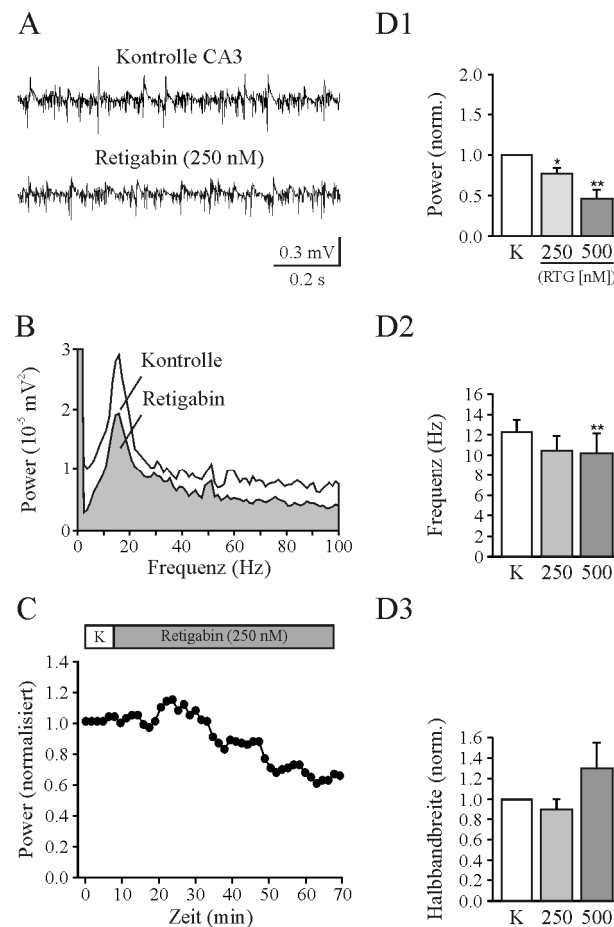 A
Kontrolle CA3
Retigabin (250 nM)
0.3 mV
0.2 s
B
Power (10⁻⁵ mV²)
3
2
1
0
Kontrolle
Retigabin
0 20 40 60 80 100
Frequenz (Hz)
C
K
Retigabin (250 nM)
Power (normalisiert)
1.4
1.2
1.0
0.8
0.6
0.4
0.2
0.0
0 10 20 30 40 50 60 70
Zeit (min)
D1
Power (norm.)
2.0
1.5
1.0
0.5
0.0
*
**
K 250 500
(RTG [nM])
D2
Frequenz (Hz)
16
14
12
10
8
6
4
2
0
**
K 250 500
D3
Halbbandbreite (norm.)
1.6
1.4
1.2
1.0
0.8
0.6
0.4
0.2
0.0
K 250 500